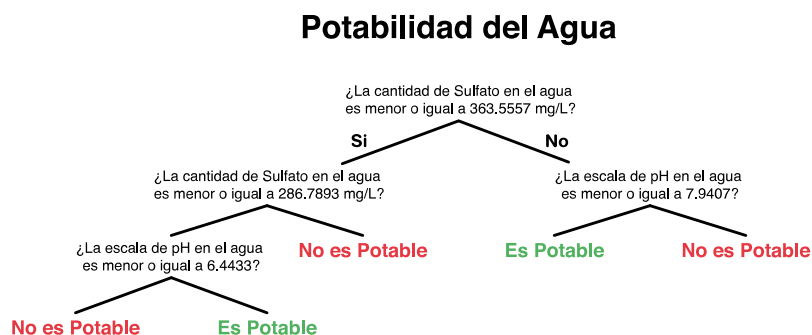 Potabilidad del Agua
¿La cantidad de Sulfato en el agua
es menor o igual a 363.5557 mg/L?
Si
No
¿La cantidad de Sulfato en el agua
es menor o igual a 286.7893 mg/L?
¿La escala de pH en el agua
es menor o igual a 7.9407?
¿La escala de pH en el agua
es menor o igual a 6.4433?
No es Potable
Es Potable
No es Potable
No es Potable
Es Potable